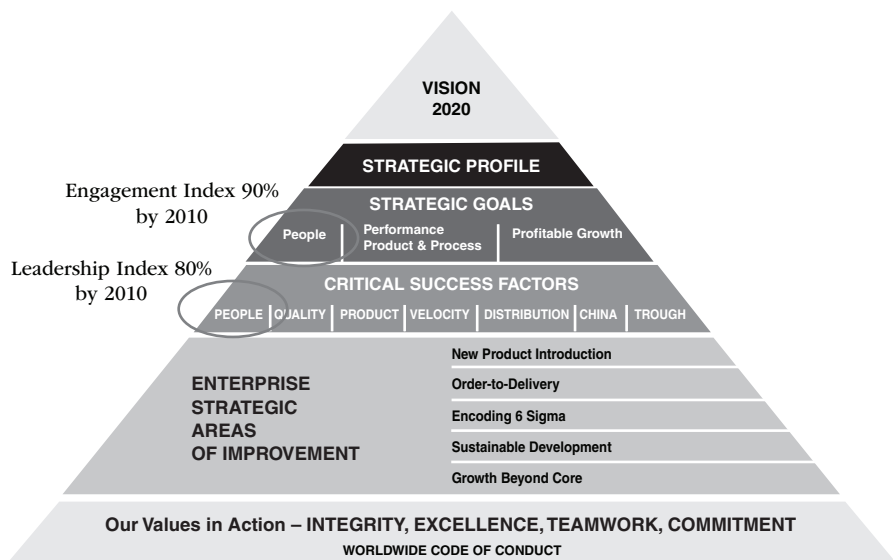 VISION
2020
STRATEGIC PROFILE
Engagement Index 90%
by 2010
STRATEGIC GOALS
People
Performance
Product & Process
Profitable Growth
Leadership Index 80%
by 2010
CRITICAL SUCCESS FACTORS
PEOPLE QUALITY PRODUCT VELOCITY DISTRIBUTION CHINA TROUGH
ENTERPRISE
STRATEGIC
AREAS
OF IMPROVEMENT
New Product Introduction
Order-to-Delivery
Encoding 6 Sigma
Sustainable Development
Growth Beyond Core
Our Values in Action – INTEGRITY, EXCELLENCE, TEAMWORK, COMMITMENT
WORLDWIDE CODE OF CONDUCT